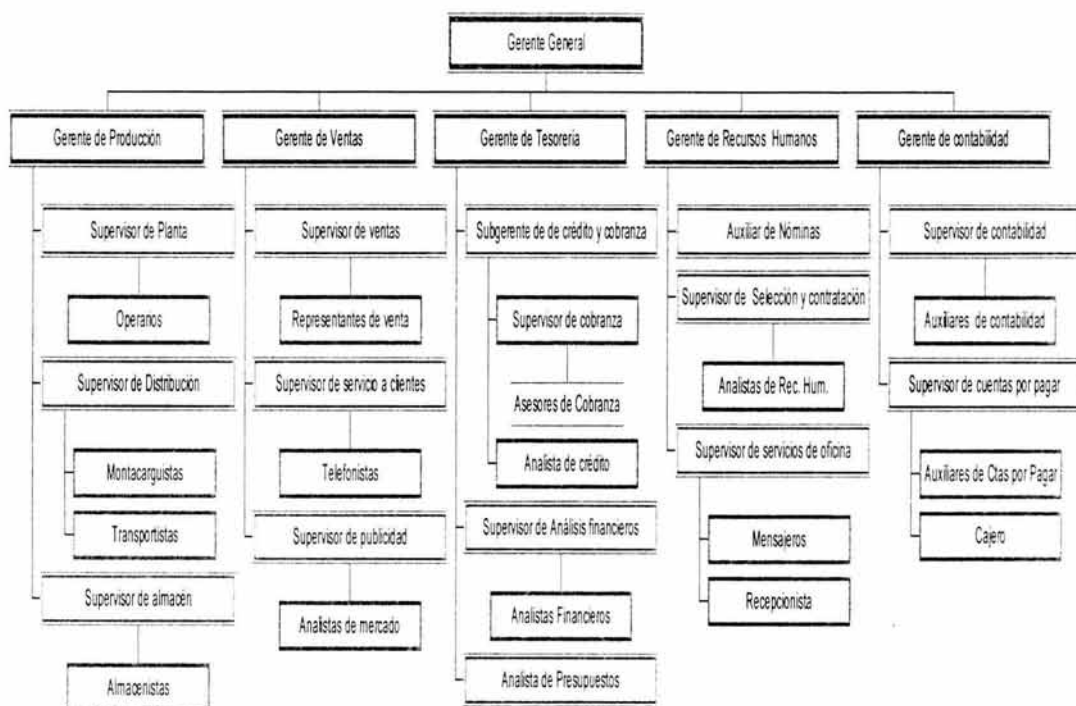 Gerente General
Gerente de Producción
Gerente de Ventas
Gerente de Tesoreria
Gerente de Recursos Humanos
Gerente de contabilidad
Supervisor de Planta
Operarios
Supervisor de Distribución
Montacarguistas
Transportistas
Supervisor de almacén
Almacenistas
Supervisor de ventas
Representantes de venta
Supervisor de servicio a clientes
Telefonistas
Supervisor de publicidad
Analistas de mercado
Subgerente de de crédito y cobranza
Supervisor de cobranza
Asesores de Cobranza
Analista de crédito
Supervisor de Análisis financieros
Analistas Financieros
Analista de Presupuestos
Auxiliar de Nóminas
Supervisor de Selección y contratación
Analistas de Rec. Hum.
Supervisor de servicios de oficina
Mensajeros
Recepcionista
Supervisor de contabilidad
Auxiliares de contabilidad
Supervisor de cuentas por pagar
Auxiliares de Ctas por Pagar
Cajero